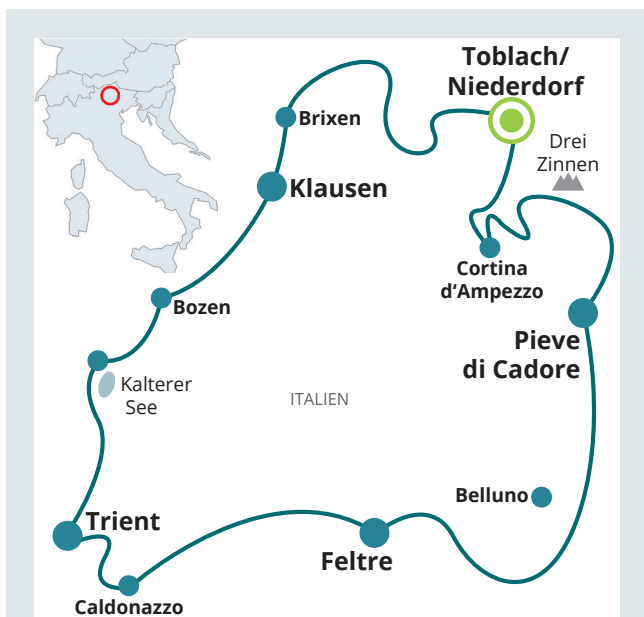 Toblach/
Niederdorf
Brixen
Drei
Zinnen
Klausen
Cortina
d‘Ampezzo
Bozen
Pieve
di Cadore
Kalterer
See
ITALIEN
Belluno
Trient
Feltre
Caldonazzo